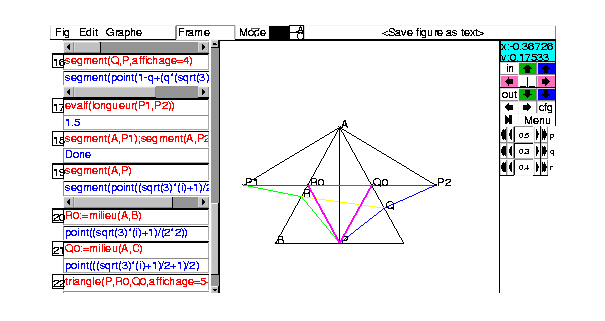 Fig Edit Graphe Frame Mode <Save figure as text>
16 segment(Q,P,affichage=4)
segment(point(1-q+(q*(sqrt(3)
17 evalf(longueur(P1,P2))
1.5
18 segment(A,P1);segment(A,P2
Done
19 segment(A,P)
segment(point((sqrt(3)*(i)+1)/2
20 R0:=milieu(A,B)
point((sqrt(3)*(i)+1)/(2*2))
21 Q0:=milieu(A,C)
point(((sqrt(3)*(i)+1)/2+1)/2)
22 triangle(P,R0,Q0,affichage=5
A
P1 R0 Q0 P2
R
Q
B P
x:-0.36726
y:0.17533
in
out cfg
Menu
0.5 p
0.3 q
0.4 r